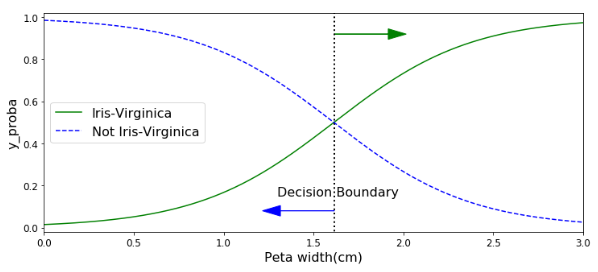 1.0
0.8
0.6
0.4
0.2
0.0
y_proba
Iris-Virginica
Not Iris-Virginica
Decision Boundary
0.0 0.5 1.0 1.5 2.0 2.5 3.0
Peta width(cm)